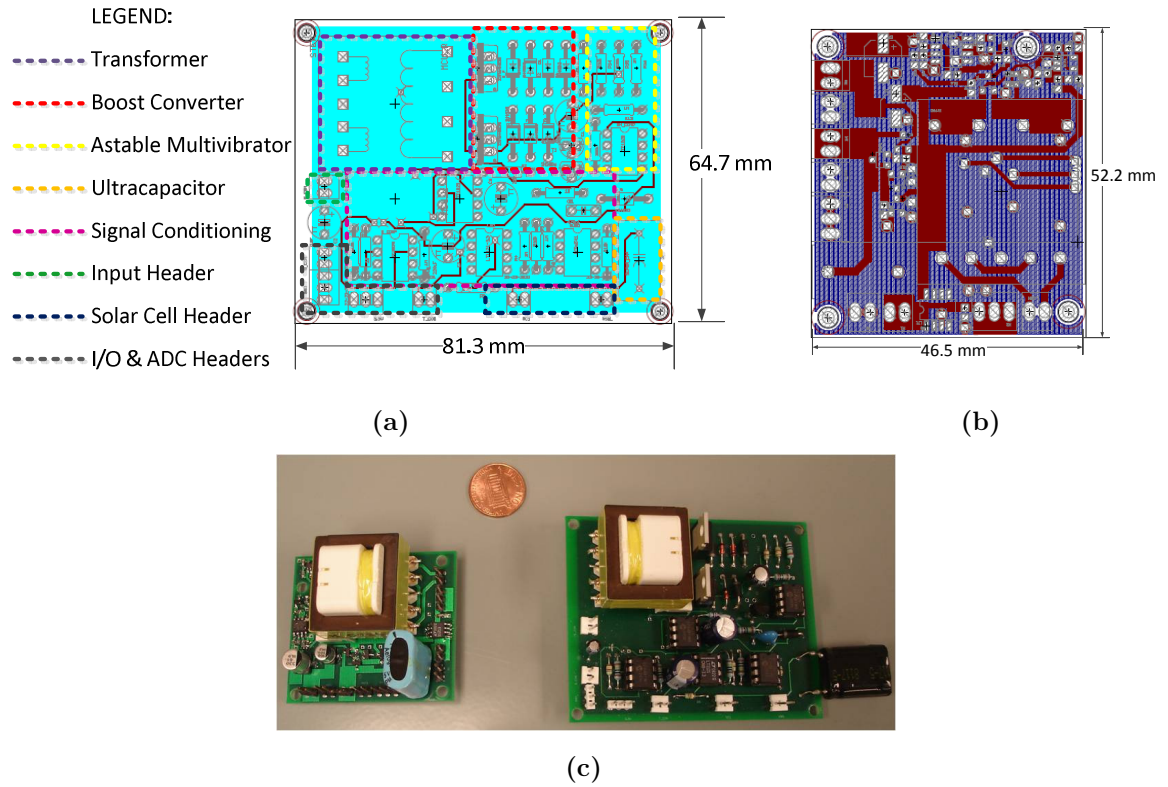 LEGEND:
Transformer
Boost Converter
Astable Multivibrator
Ultracapacitor
Signal Conditioning
Input Header
Solar Cell Header
I/O & ADC Headers
64.7 mm
81.3 mm
52.2 mm
46.5 mm
(a)
(b)
(c)